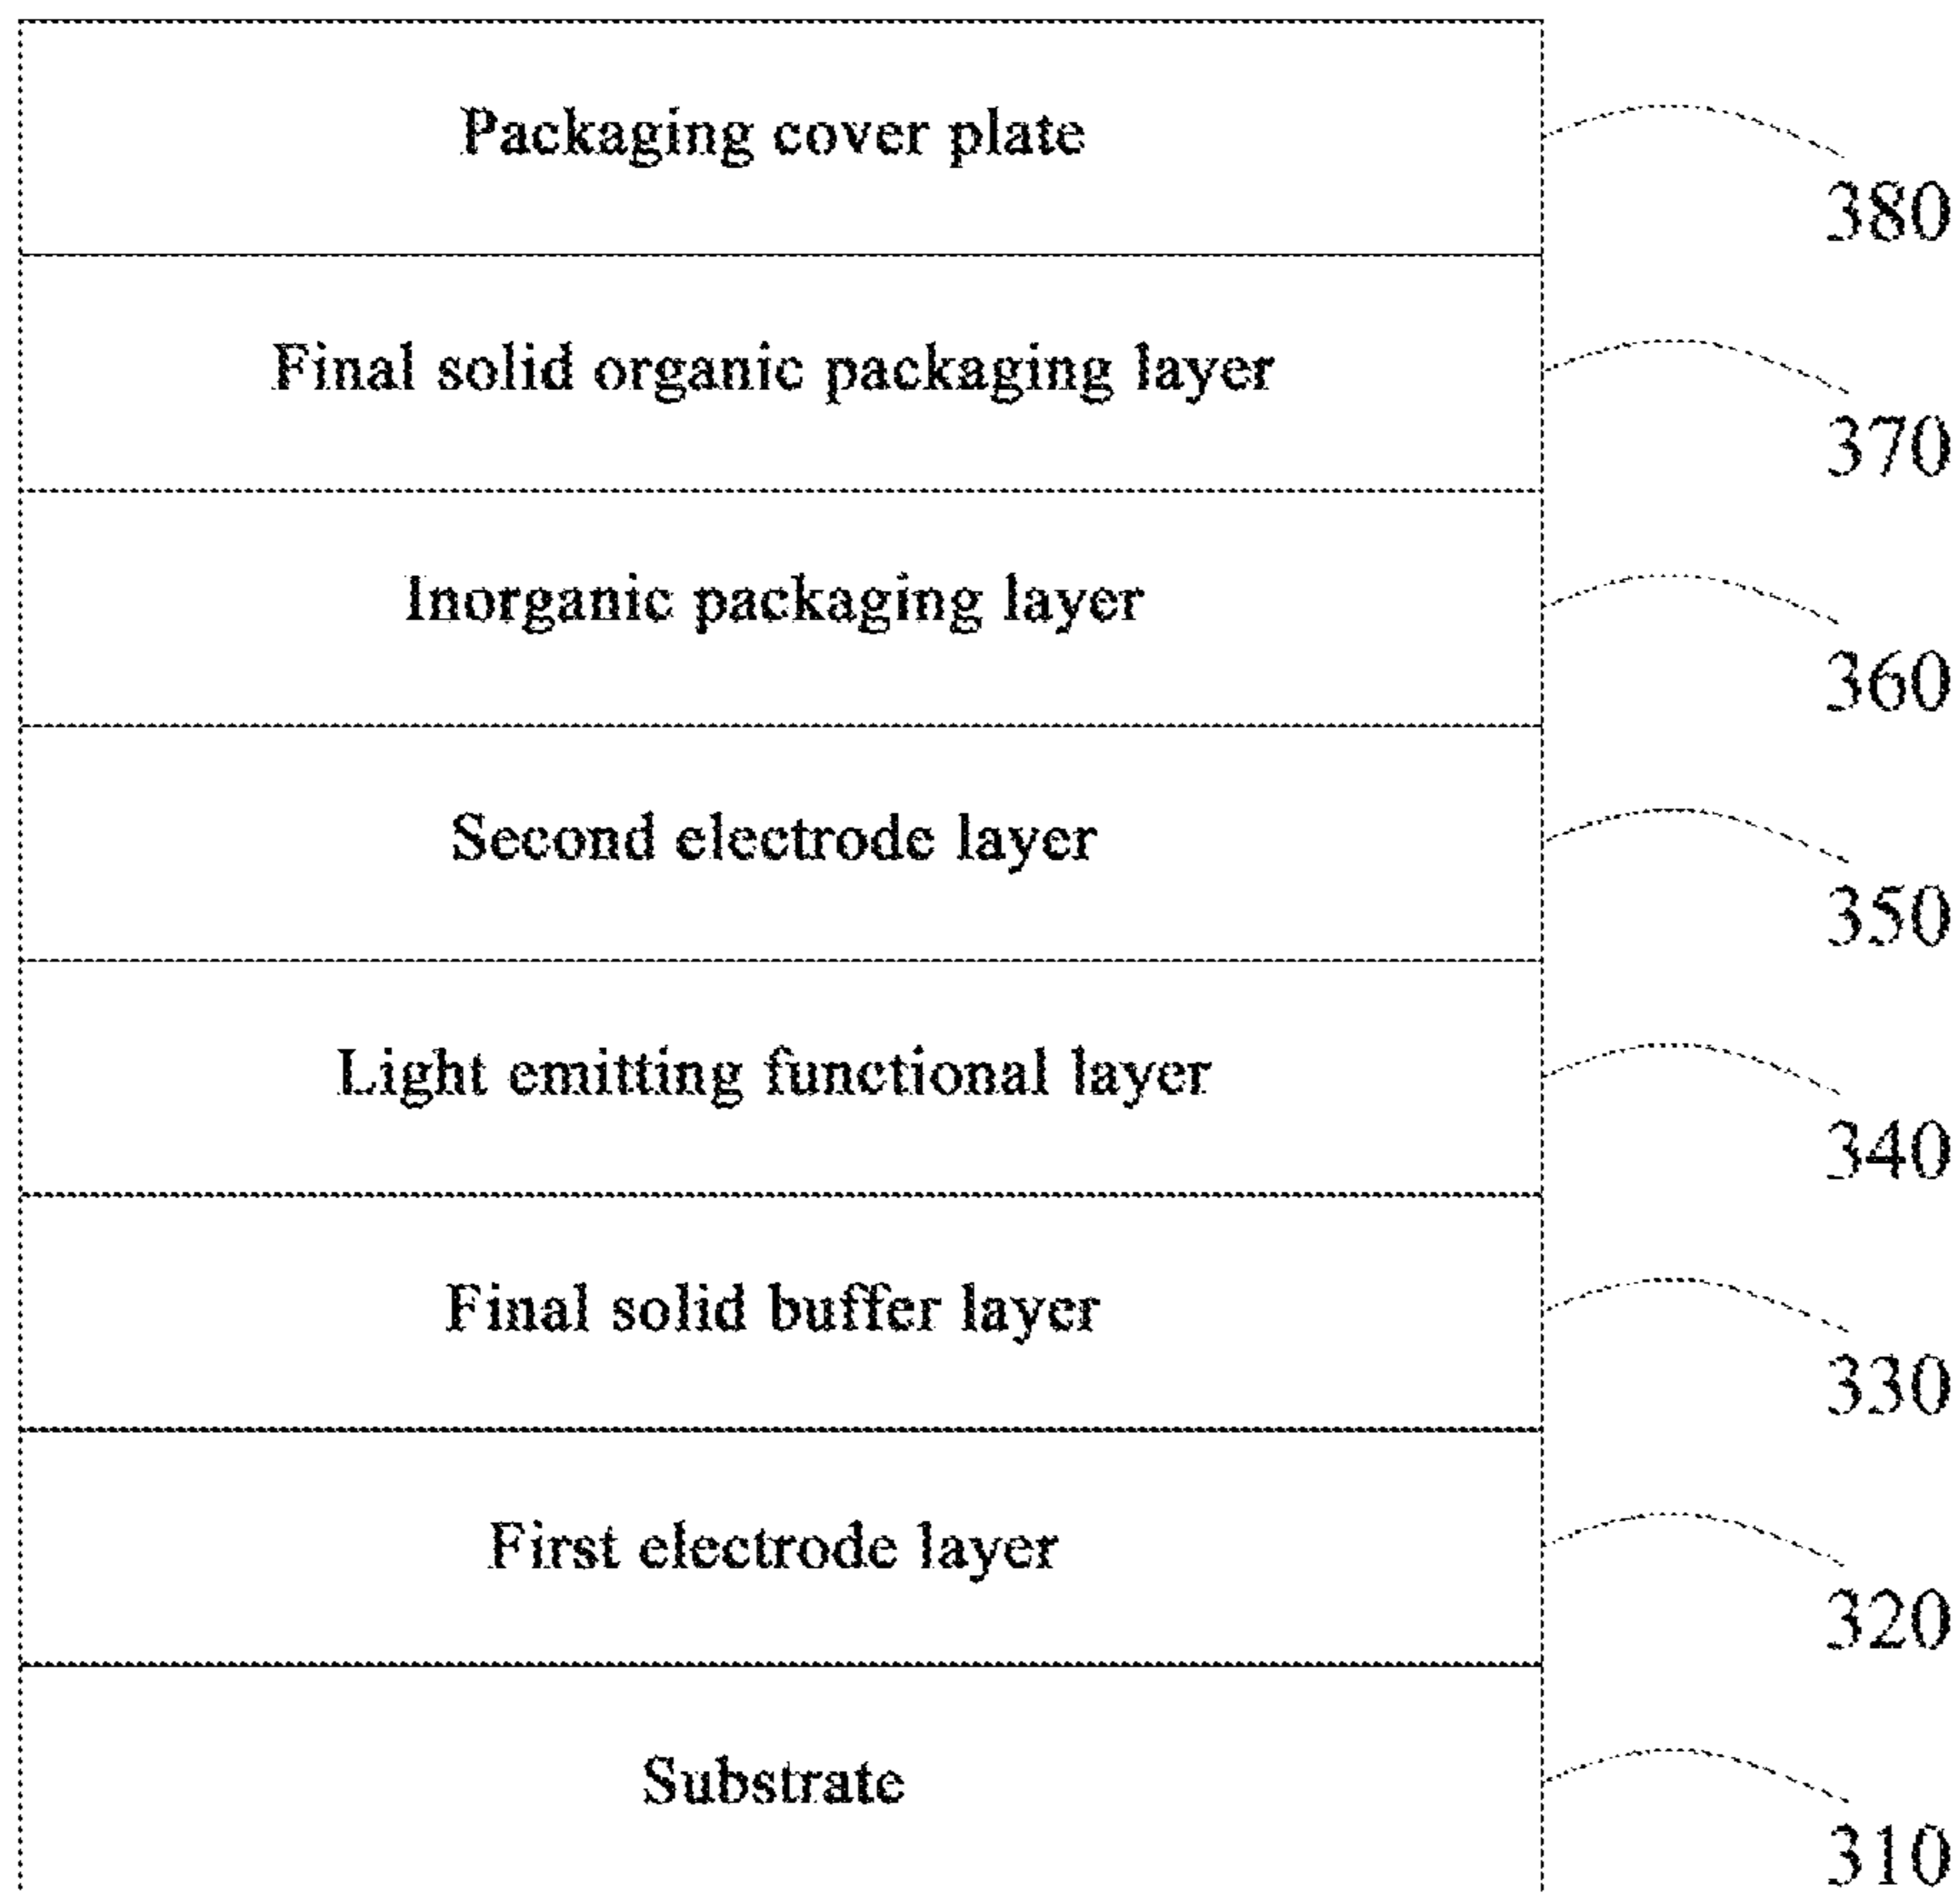 Packaging cover plate
380
Final solid organic packaging layer
370
Inorganic packaging layer
360
Second electrode layer
350
Light emitting functional layer
340
Final solid buffer layer
330
First electrode layer
320
Substrate
310